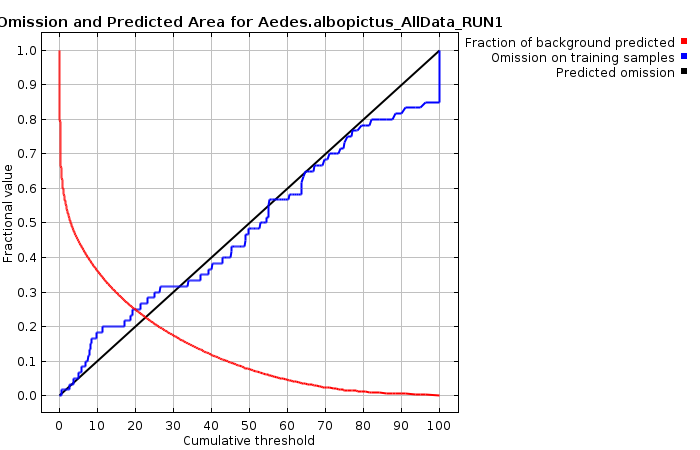 Omission and Predicted Area for Aedes.albopictus_AllData_RUN1
Fraction of background predicted
Omission on training samples
Predicted omission
Fractional value
1.0
0.9
0.8
0.7
0.6
0.5
0.4
0.3
0.2
0.1
0.0
0 10 20 30 40 50 60 70 80 90 100
Cumulative threshold